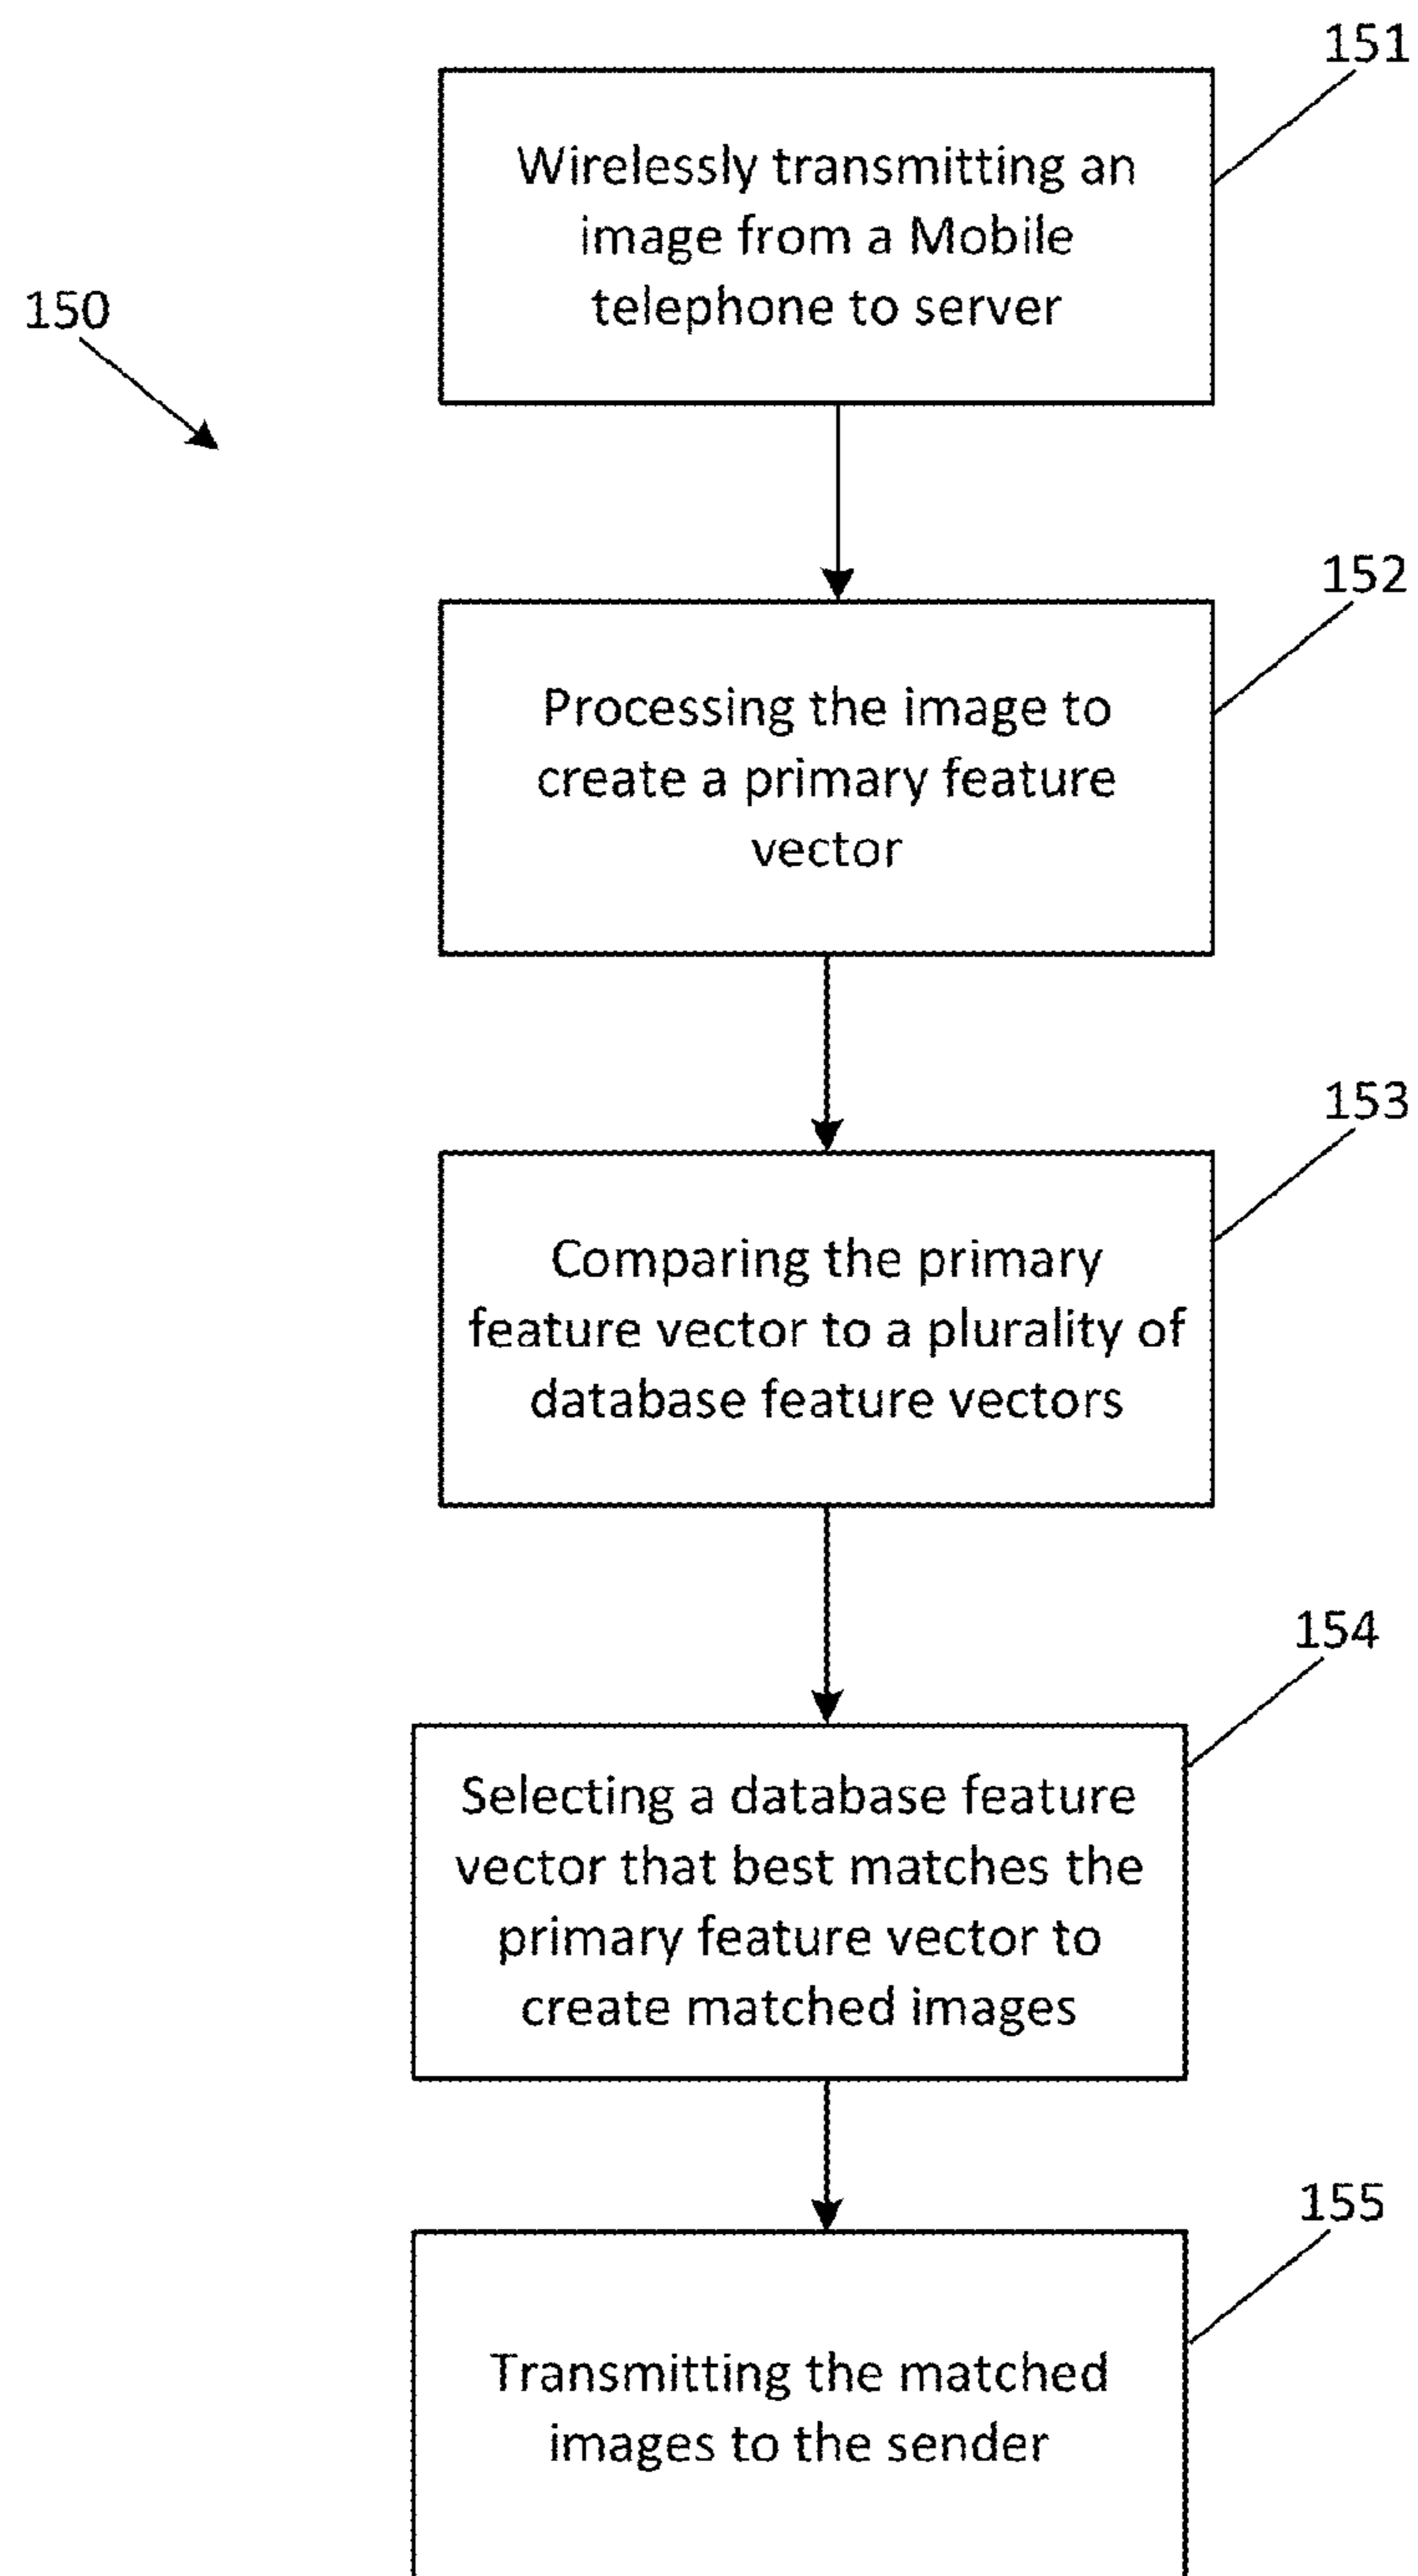 151
Wirelessly transmitting an
image from a Mobile
telephone to server
150
152
Processing the image to
create a primary feature
vector
153
Comparing the primary
feature vector to a plurality of
database feature vectors
154
Selecting a database feature
vector that best matches the
primary feature vector to
create matched images
155
Transmitting the matched
images to the sender